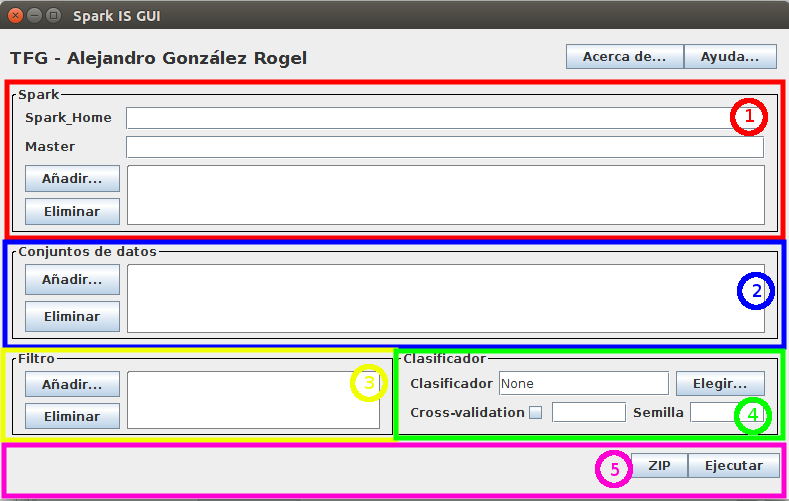 Spark IS GUI
TFG - Alejandro González Rogel
Acerca de... Ayuda...
Spark
Spark_Home 1
Master
Añadir...
Eliminar
Conjuntos de datos
Añadir...
2
Eliminar
Filtro
Añadir... 3
Eliminar
Clasificador
Clasificador None Elegir...
Cross-validation Semilla 4
5 ZIP Ejecutar